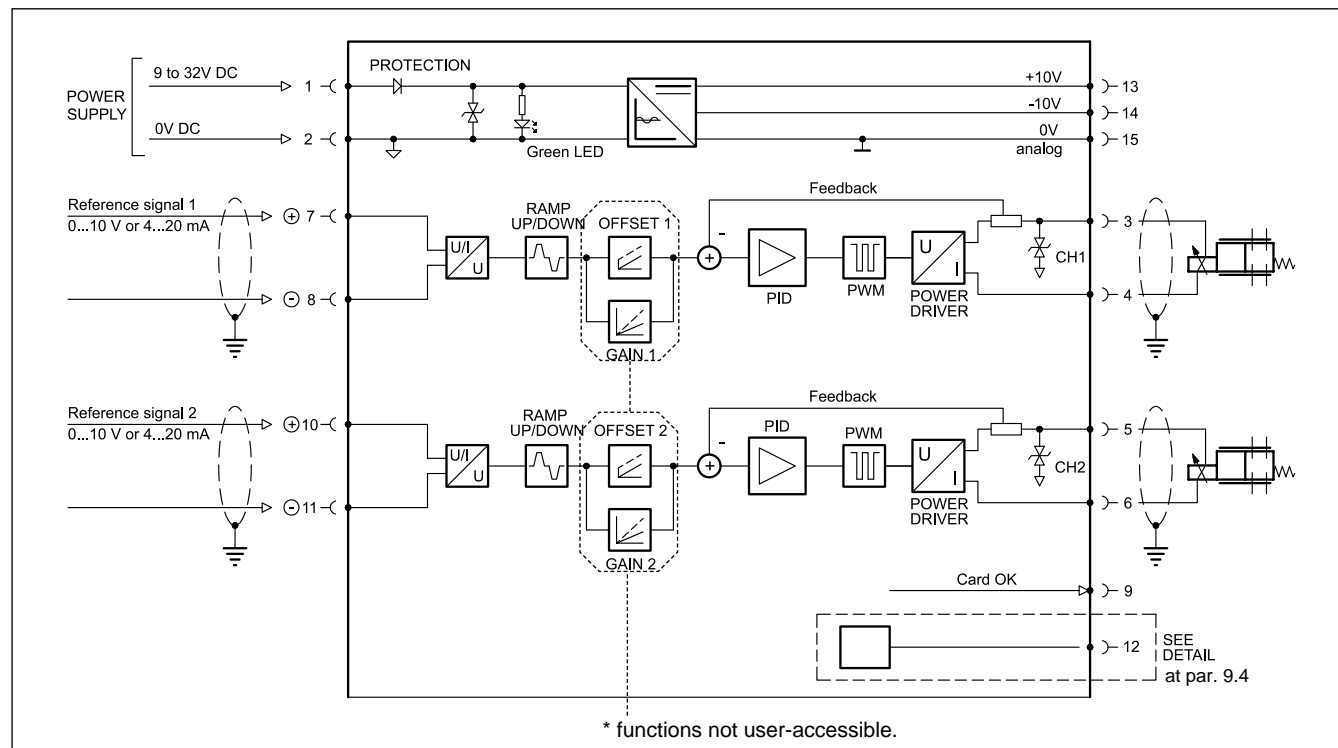 POWER
SUPPLY
9 to 32V DC
1
0V DC
2
PROTECTION
Green LED
+10V
13
-10V
14
0V
analog
15
Reference signal 1
0...10 V or 4...20 mA
+ 7
- 8
U/I
U
RAMP
UP/DOWN
OFFSET 1
GAIN 1
Feedback
-
+
PID
PWM
U
I
POWER
DRIVER
CH1
3
4
Reference signal 2
0...10 V or 4...20 mA
+ 10
- 11
U/I
U
RAMP
UP/DOWN
OFFSET 2
GAIN 2
Feedback
-
+
PID
PWM
U
I
POWER
DRIVER
CH2
5
6
Card OK
9
12
SEE
DETAIL
at par. 9.4
* functions not user-accessible.